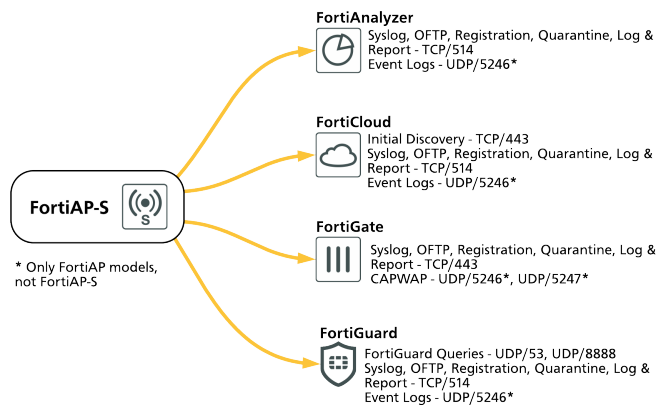 FortiAnalyzer
Syslog, OFTP, Registration, Quarantine, Log &
Report - TCP/514
Event Logs - UDP/5246*
FortiCloud
Initial Discovery - TCP/443
Syslog, OFTP, Registration, Quarantine, Log &
Report - TCP/514
Event Logs - UDP/5246*
FortiAP-S
S
* Only FortiAP models,
not FortiAP-S
FortiGate
Syslog, OFTP, Registration, Quarantine, Log &
Report - TCP/443
CAPWAP - UDP/5246*, UDP/5247*
FortiGuard
FortiGuard Queries - UDP/53, UDP/8888
Syslog, OFTP, Registration, Quarantine, Log &
Report - TCP/514
Event Logs - UDP/5246*